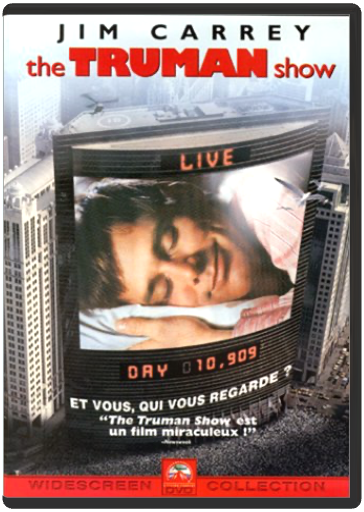 JIM CARREY
the TRUMAN show
LIVE
DAY 10,909
ET VOUS, QUI VOUS REGARDE ?
"The Truman Show est
un film miraculeux !"
-Newsweek
DVD
WIDESCREEN COLLECTION